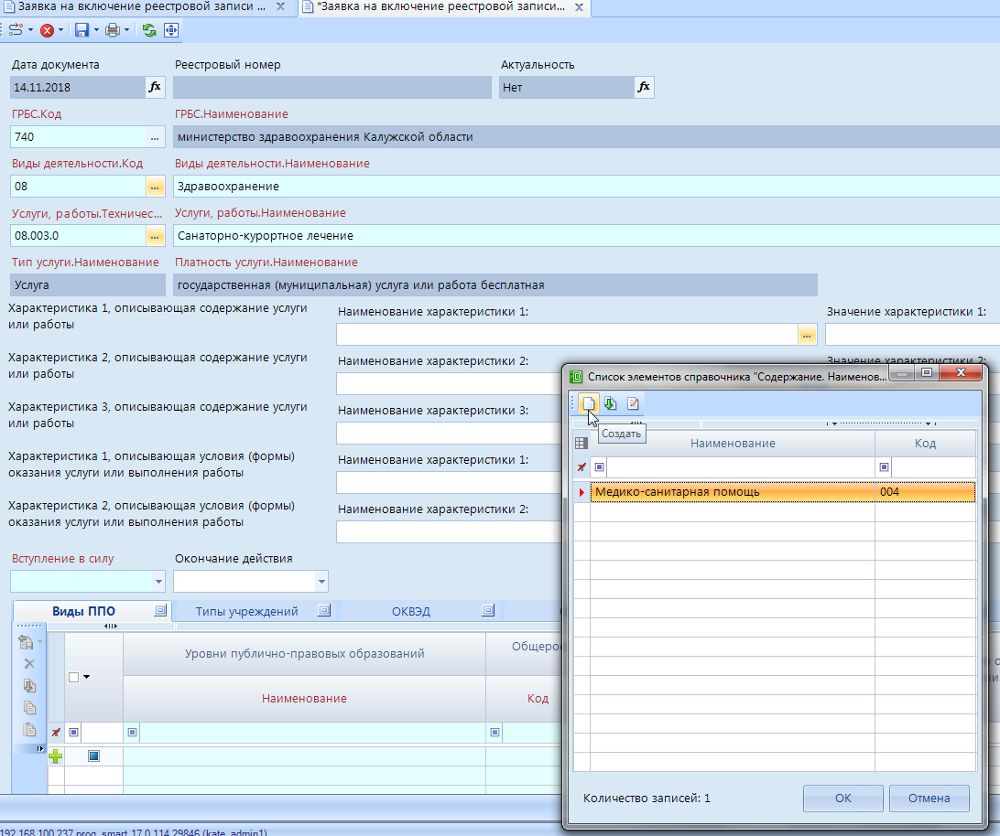 Заявка на включение реестровой записи ...
*Заявка на включение реестровой записи...
Дата документа
Реестровый номер
Актуальность
14.11.2018
fx
Нет
fx
ГРБС.Код
ГРБС.Наименование
740
...
министерство здравоохранения Калужской области
Виды деятельности.Код
Виды деятельности.Наименование
08
...
Здравоохранение
Услуги, работы.Техничес...
Услуги, работы.Наименование
08.003.0
...
Санаторно-курортное лечение
Тип услуги.Наименование
Платность услуги.Наименование
Услуга
государственная (муниципальная) услуга или работа бесплатная
Характеристика 1, описывающая содержание услуги
или работы
Наименование характеристики 1:
Значение характеристики 1:
...
Характеристика 2, описывающая содержание услуги
или работы
Наименование характеристики 2:
Значение характеристики 2:
Характеристика 3, описывающая содержание услуги
или работы
Наименование характеристики 3:
Характеристика 1, описывающая условия (формы)
оказания услуги или выполнения работы
Наименование характеристики 1:
Характеристика 2, описывающая условия (формы)
оказания услуги или выполнения работы
Наименование характеристики 2:
Вступление в силу
Окончание действия
Виды ППО
Типы учреждений
ОКВЭД
Уровни публично-правовых образований
Общерос
Наименование
Код
Список элементов справочника "Содержание. Наименов...
Создать
Наименование
Код
Медико-санитарная помощь
004
Количество записей: 1
ОК
Отмена
192.168.100.237 prog_smart 17.0.114.29846 (kate_admin1)